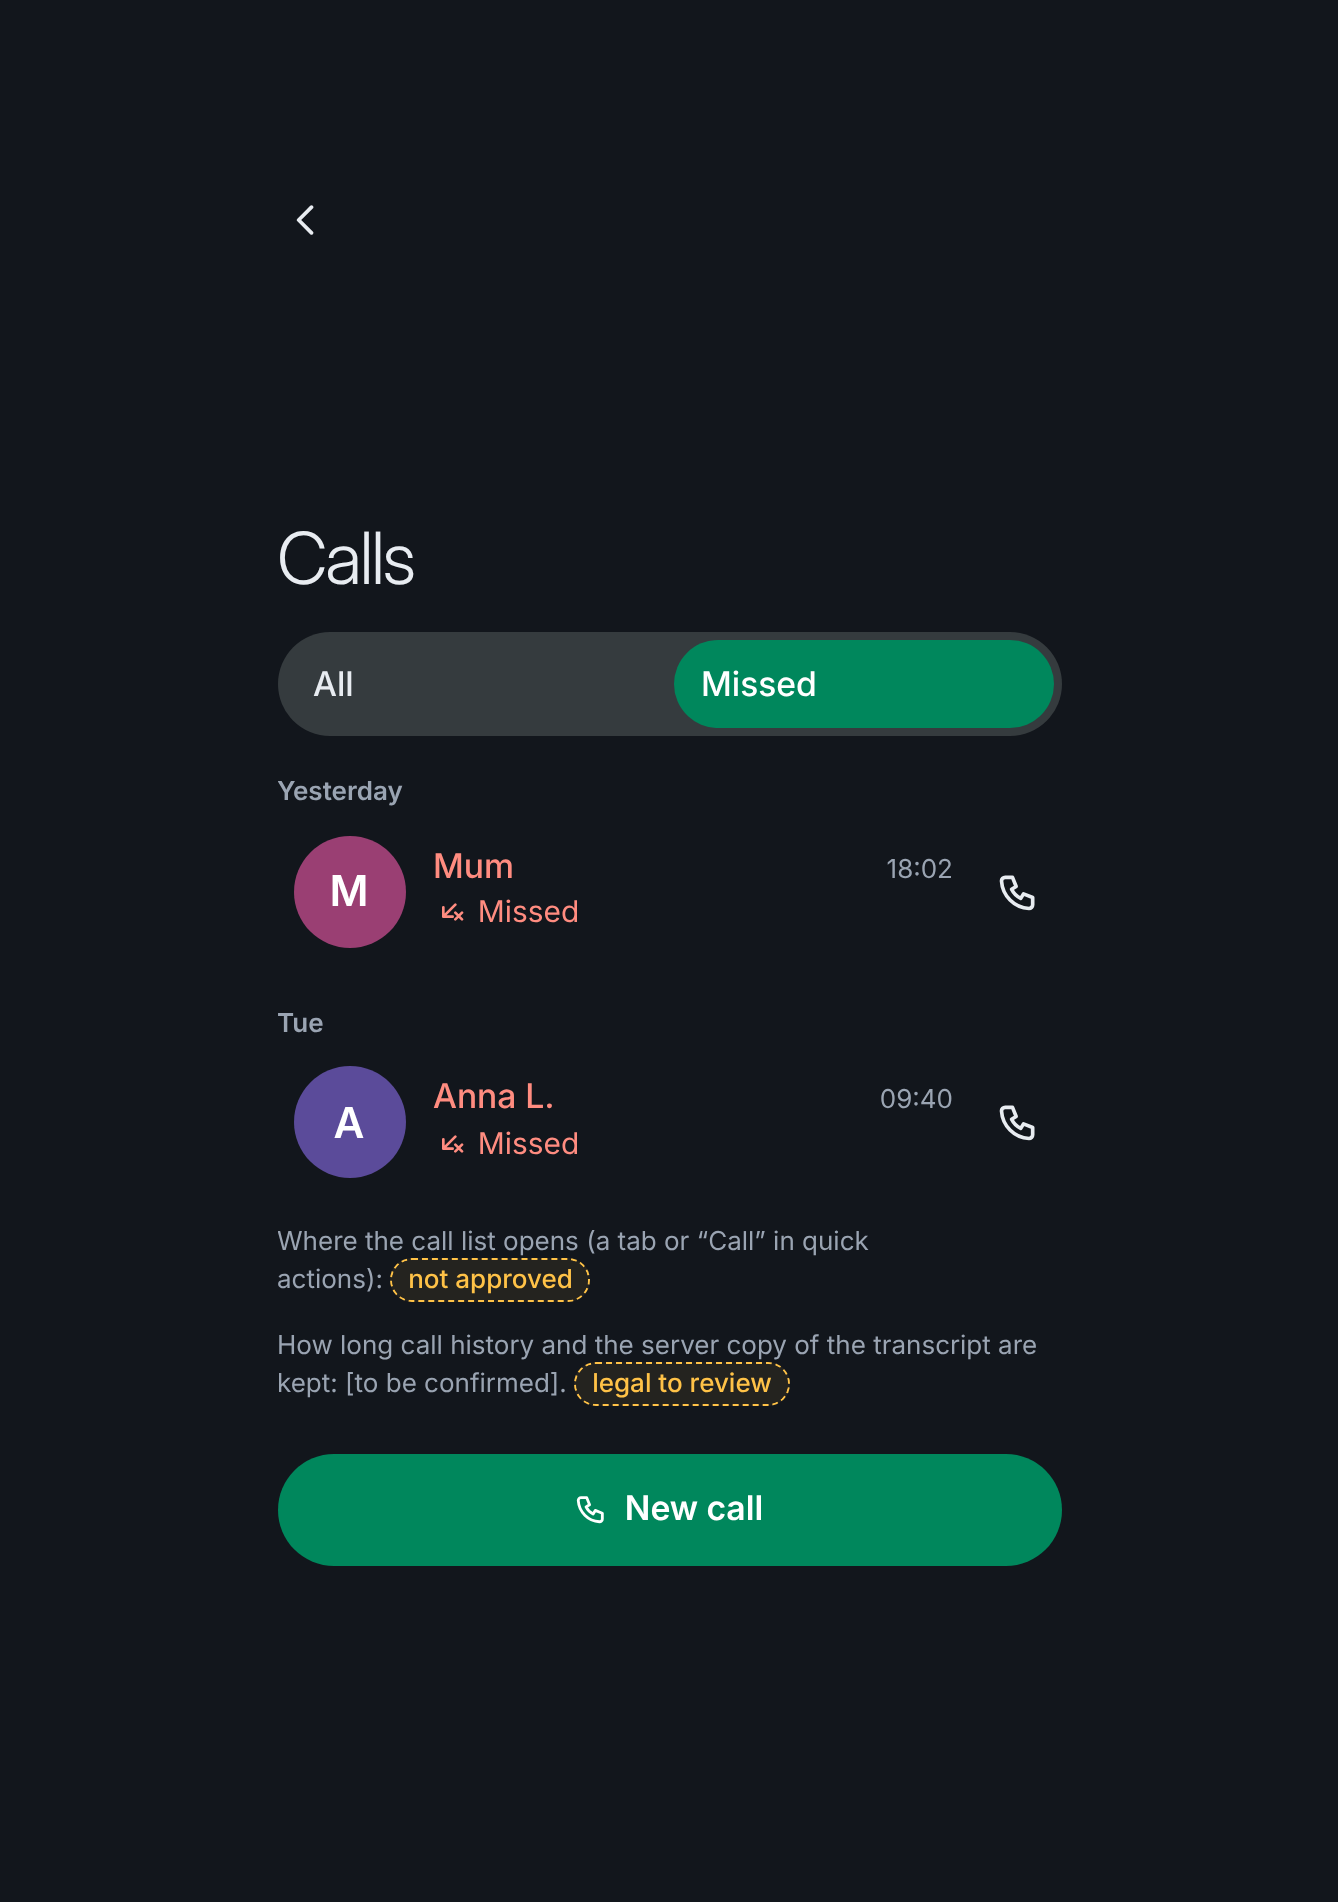 Calls
All
Missed
Yesterday
M
Mum
18:02
Missed
Tue
A
Anna L.
09:40
Missed
Where the call list opens (a tab or “Call” in quick
actions): not approved
How long call history and the server copy of the transcript are
kept: [to be confirmed]. legal to review
New call